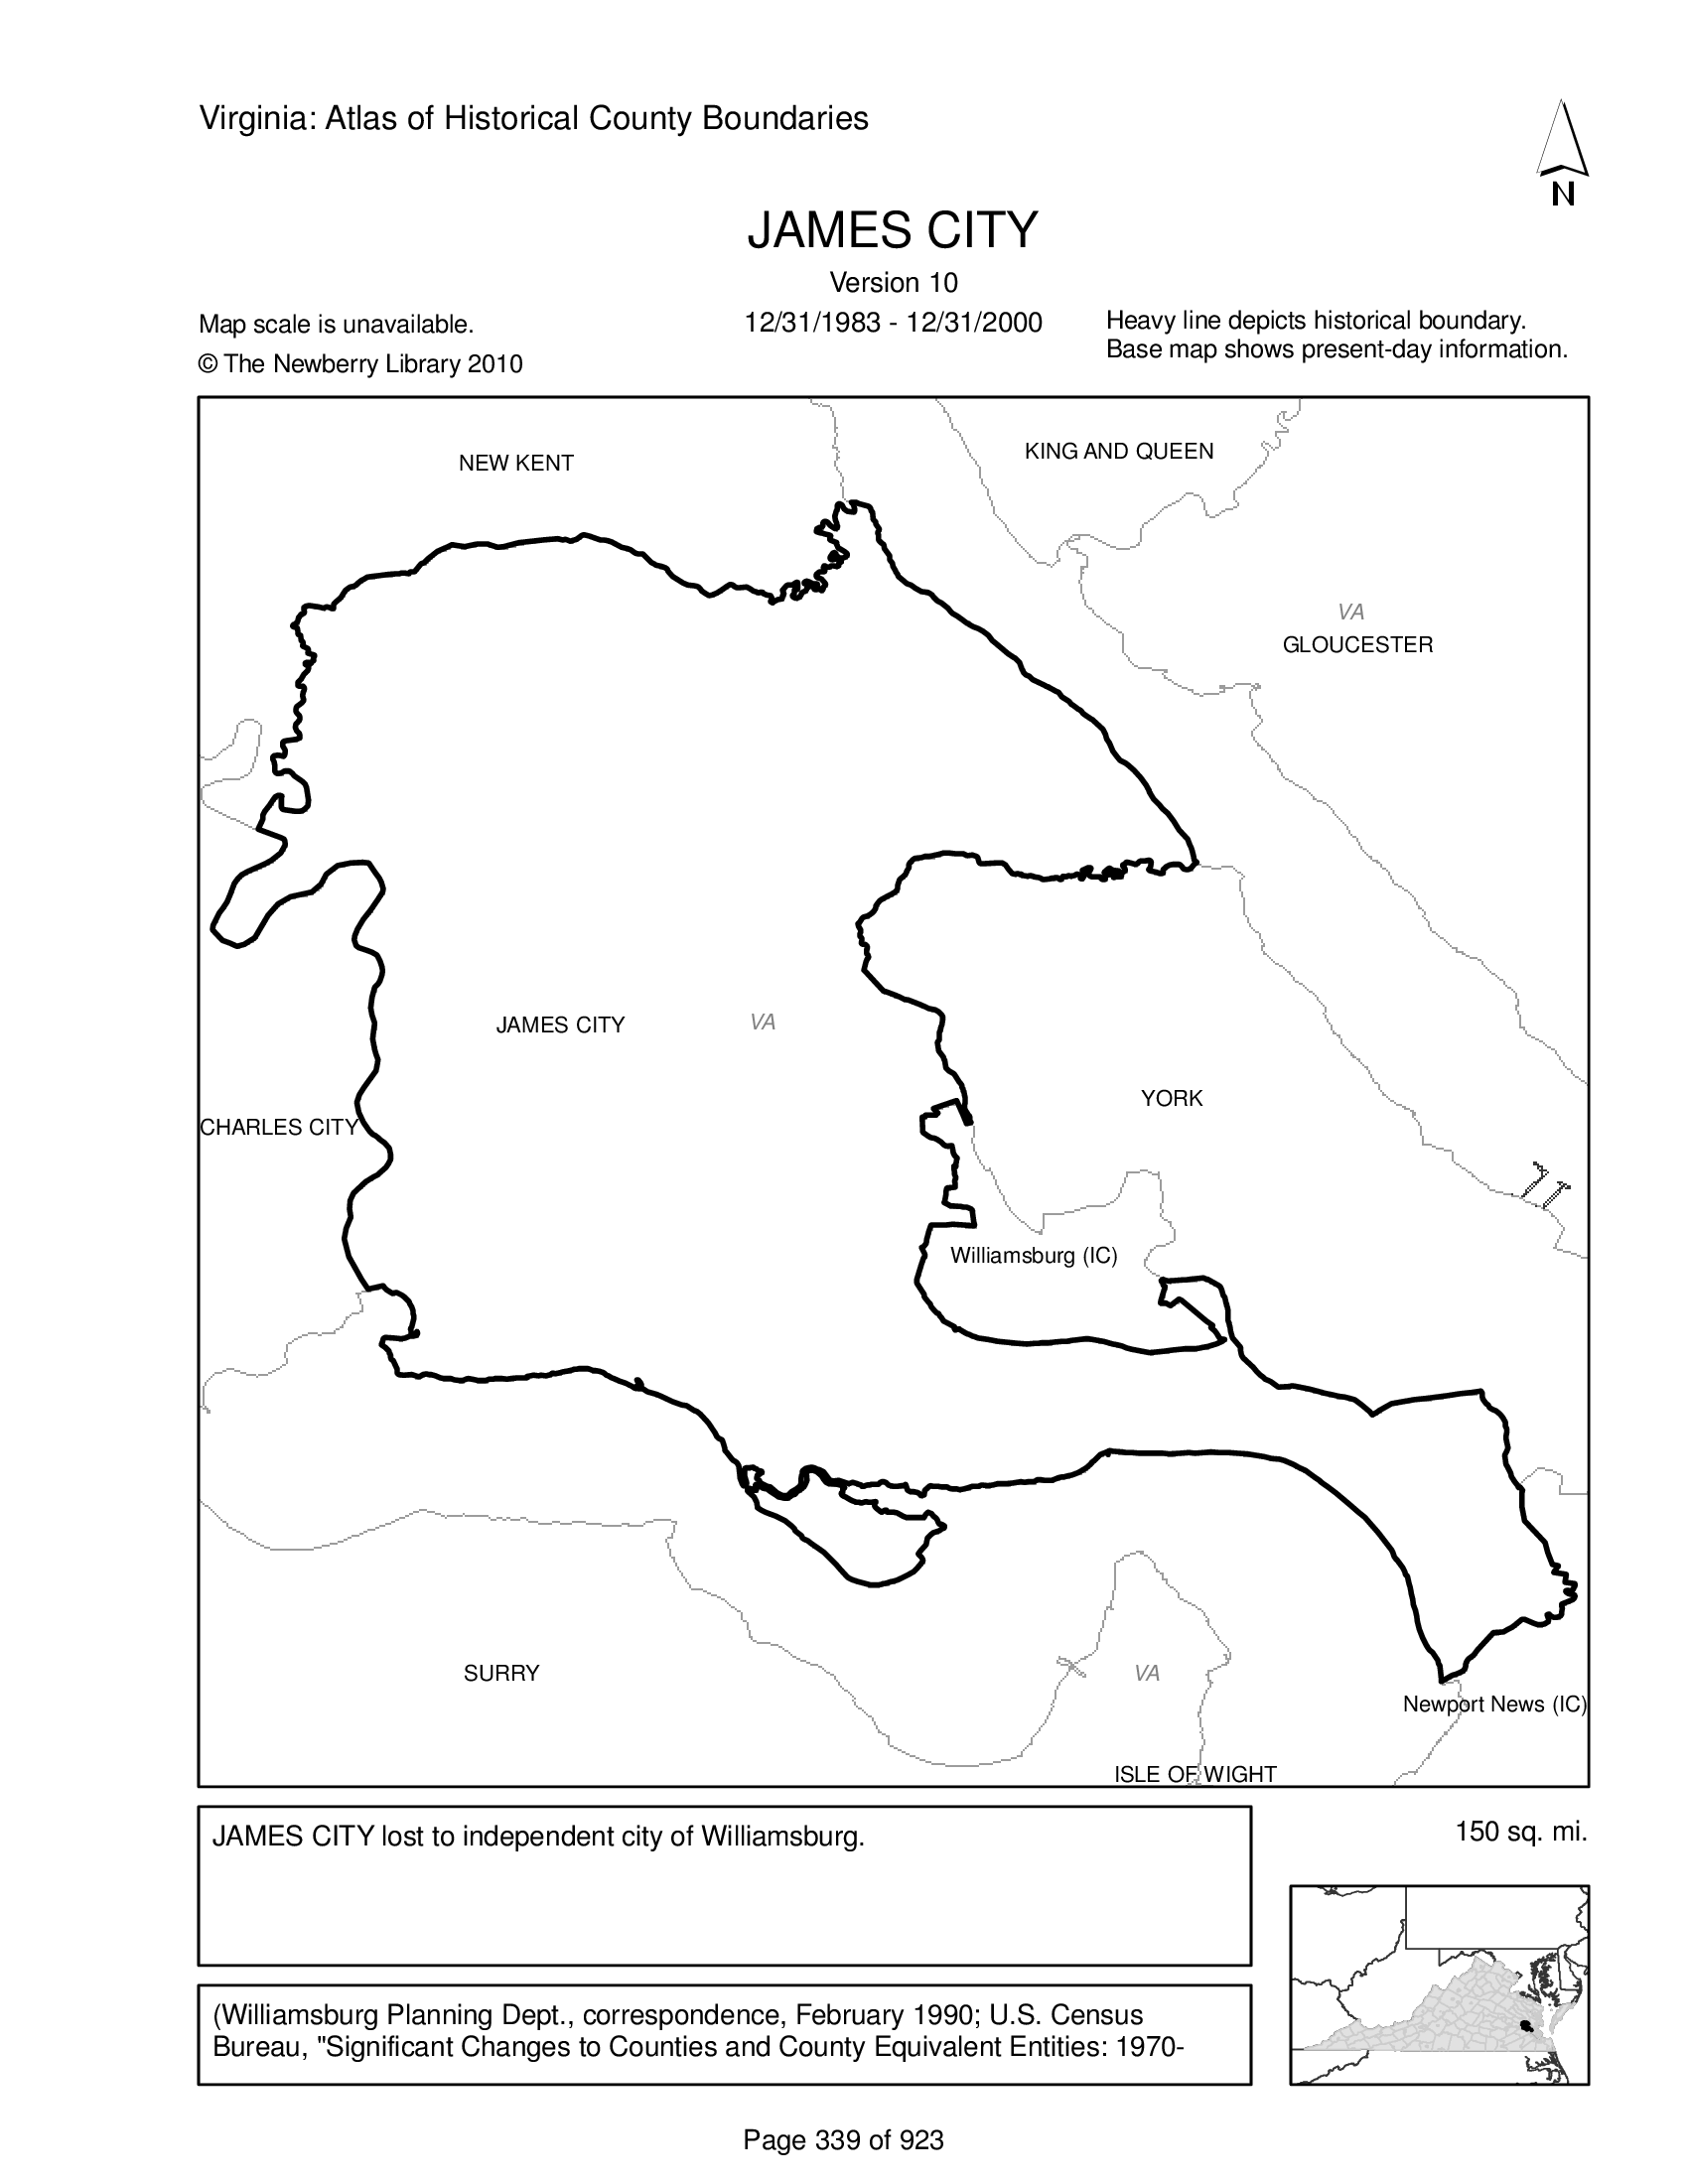 Virginia: Atlas of Historical County Boundaries
N
JAMES CITY
Version 10
12/31/1983 - 12/31/2000
Map scale is unavailable.
© The Newberry Library 2010
Heavy line depicts historical boundary.
Base map shows present-day information.
NEW KENT
KING AND QUEEN
VA
GLOUCESTER
JAMES CITY
VA
YORK
CHARLES CITY
Williamsburg (IC)
SURRY
VA
Newport News (IC)
ISLE OF WIGHT
JAMES CITY lost to independent city of Williamsburg.
150 sq. mi.
(Williamsburg Planning Dept., correspondence, February 1990; U.S. Census
Bureau, "Significant Changes to Counties and County Equivalent Entities: 1970-
Page 339 of 923